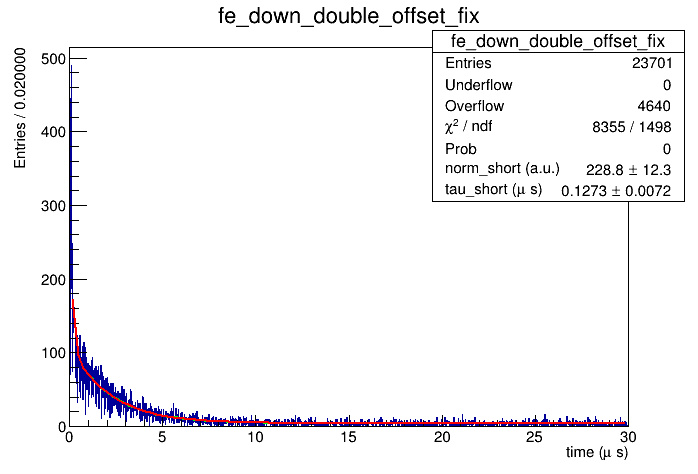 fe_down_double_offset_fix
fe_down_double_offset_fix
Entries 23701
Underflow 0
Overflow 4640
χ² / ndf 8355 / 1498
Prob 0
norm_short (a.u.) 228.8 ± 12.3
tau_short (μ s) 0.1273 ± 0.0072
Entries / 0.020000
500
400
300
200
100
0
0 5 10 15 20 25 30
time (μ s)